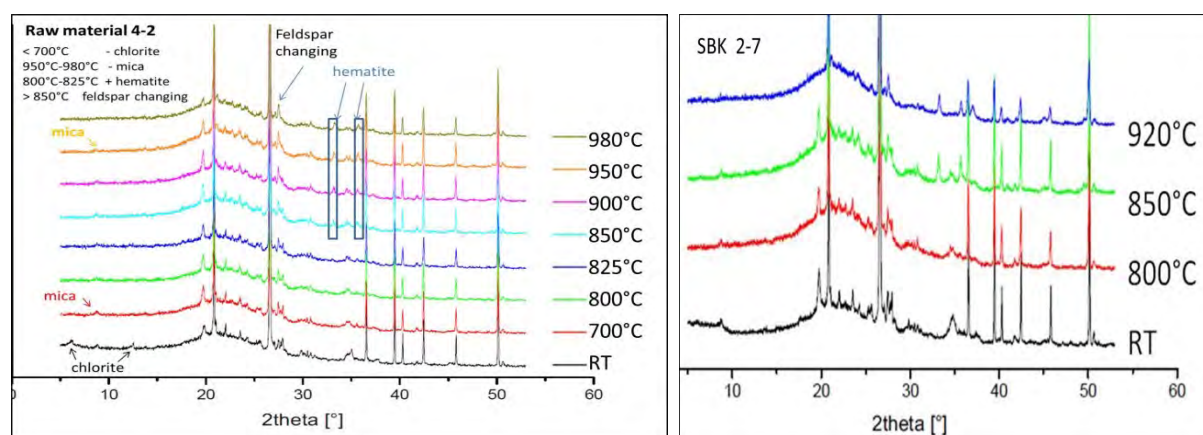 Raw material 4-2
< 700°C - chlorite
950°C-980°C - mica
800°C-825°C + hematite
> 850°C feldspar changing
Feldspar
changing
hematite
mica
980°C
950°C
900°C
850°C
825°C
800°C
mica
700°C
chlorite
RT
0 10 20 30 40 50 60
2theta [°]
SBK 2-7
920°C
850°C
800°C
RT
10 20 30 40 50
2theta [°]